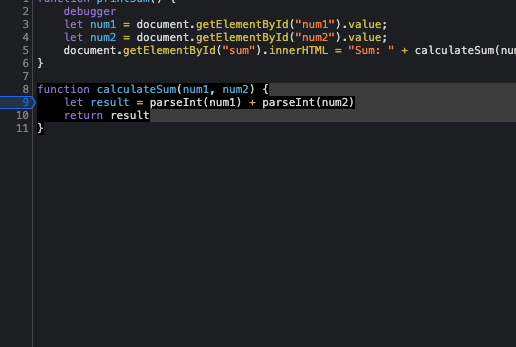 1 function printSum() {
2 debugger
3 let num1 = document.getElementById("num1").value;
4 let num2 = document.getElementById("num2").value;
5 document.getElementById("sum").innerHTML = "Sum: " + calculateSum(nu
6 }
7
8 function calculateSum(num1, num2) {
9 let result = parseInt(num1) + parseInt(num2)
10 return result
11 }